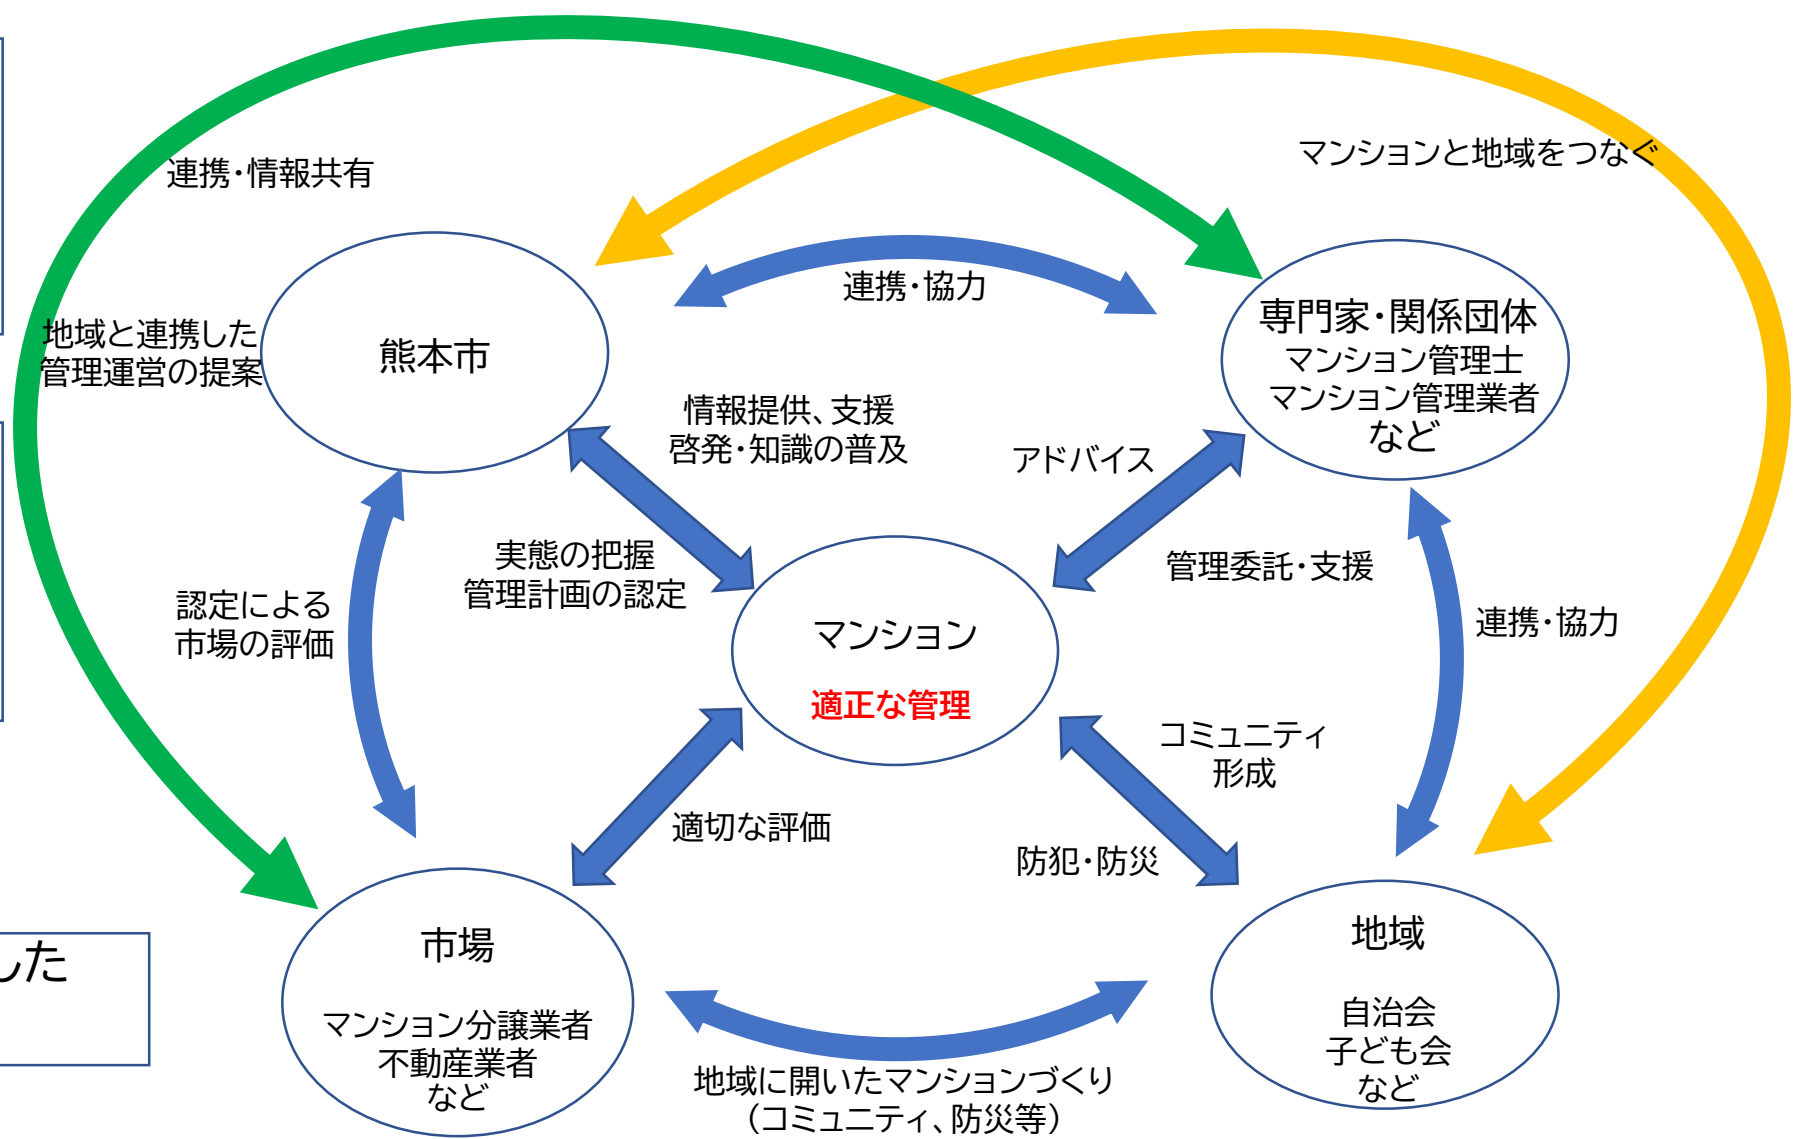 連携・情報共有
マンションと地域をつなぐ
連携・協力
地域と連携した
管理運営の提案
熊本市
専門家・関係団体
マンション管理士
マンション管理業者
など
情報提供、支援
啓発・知識の普及
アドバイス
実態の把握
管理計画の認定
管理委託・支援
認定による
市場の評価
連携・協力
マンション
適正な管理
コミュニティ
形成
適切な評価
防犯・防災
した
市場
マンション分譲業者
不動産業者
など
地域
自治会
子ども会
など
地域に開いたマンションづくり
（コミュニティ、防災等）